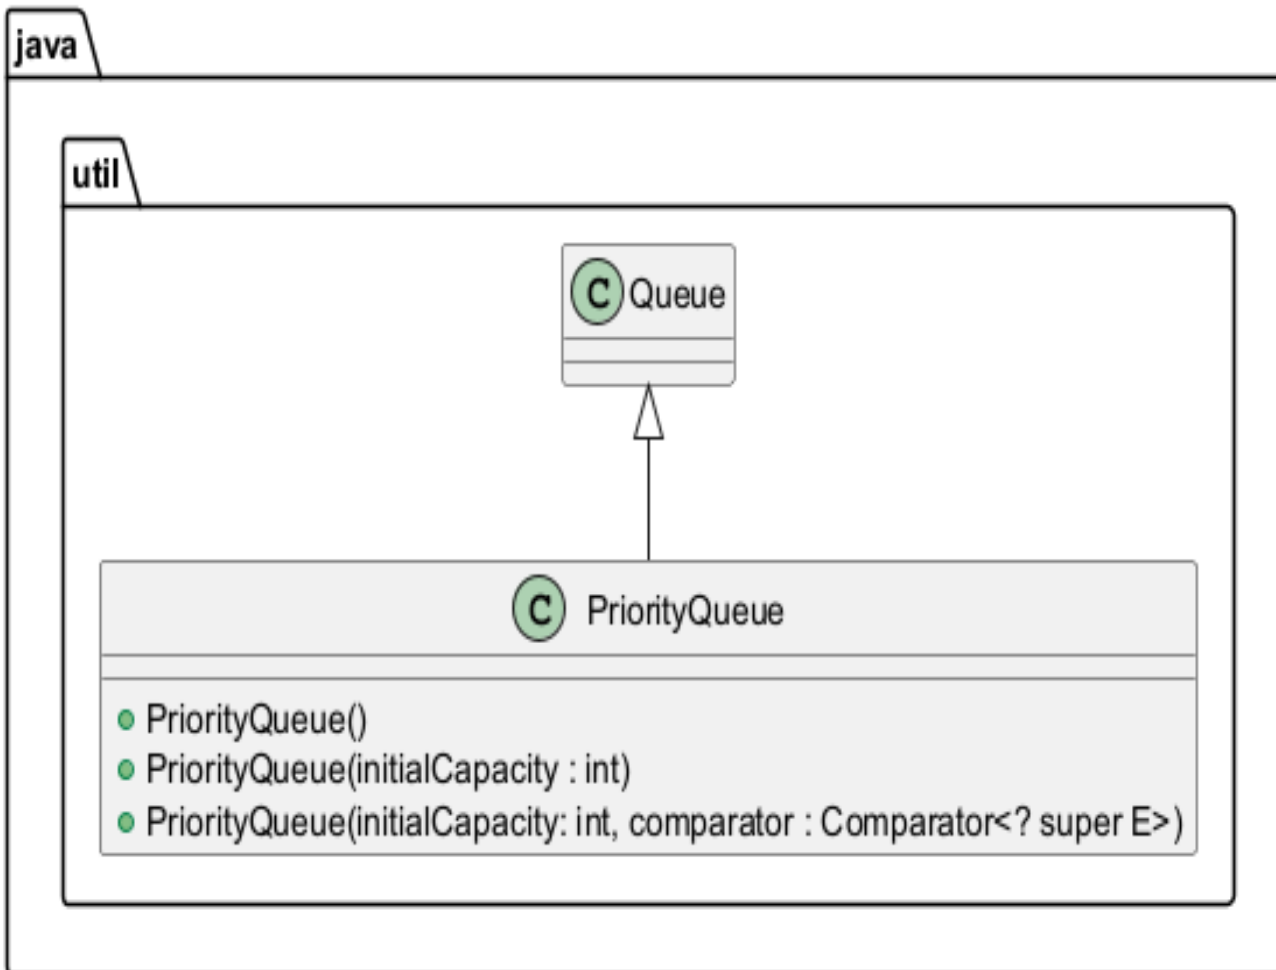 java
util
C Queue
C PriorityQueue
PriorityQueue()
PriorityQueue(initialCapacity : int)
PriorityQueue(initialCapacity: int, comparator : Comparator<? super E>)